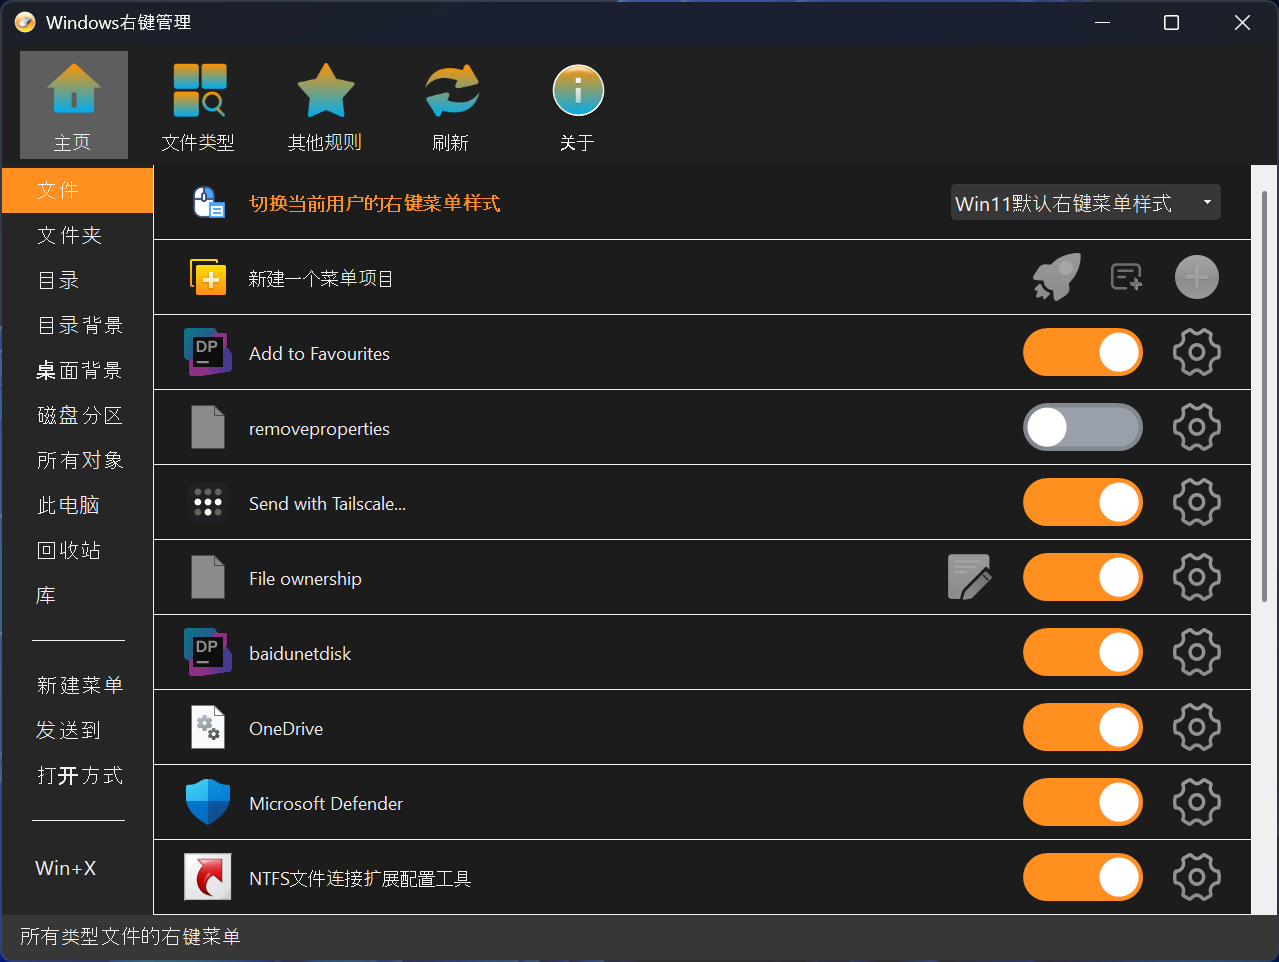 Windows右键管理
主页
文件类型
其他规则
刷新
关于
文件
文件夹
目录
目录背景
桌面背景
磁盘分区
所有对象
此电脑
回收站
库
新建菜单
发送到
打开方式
Win+X
切换当前用户的右键菜单样式
Win11默认右键菜单样式
新建一个菜单项目
DP
Add to Favourites
removeproperties
Send with Tailscale...
File ownership
DP
baidunetdisk
OneDrive
Microsoft Defender
NTFS文件连接扩展配置工具
所有类型文件的右键菜单